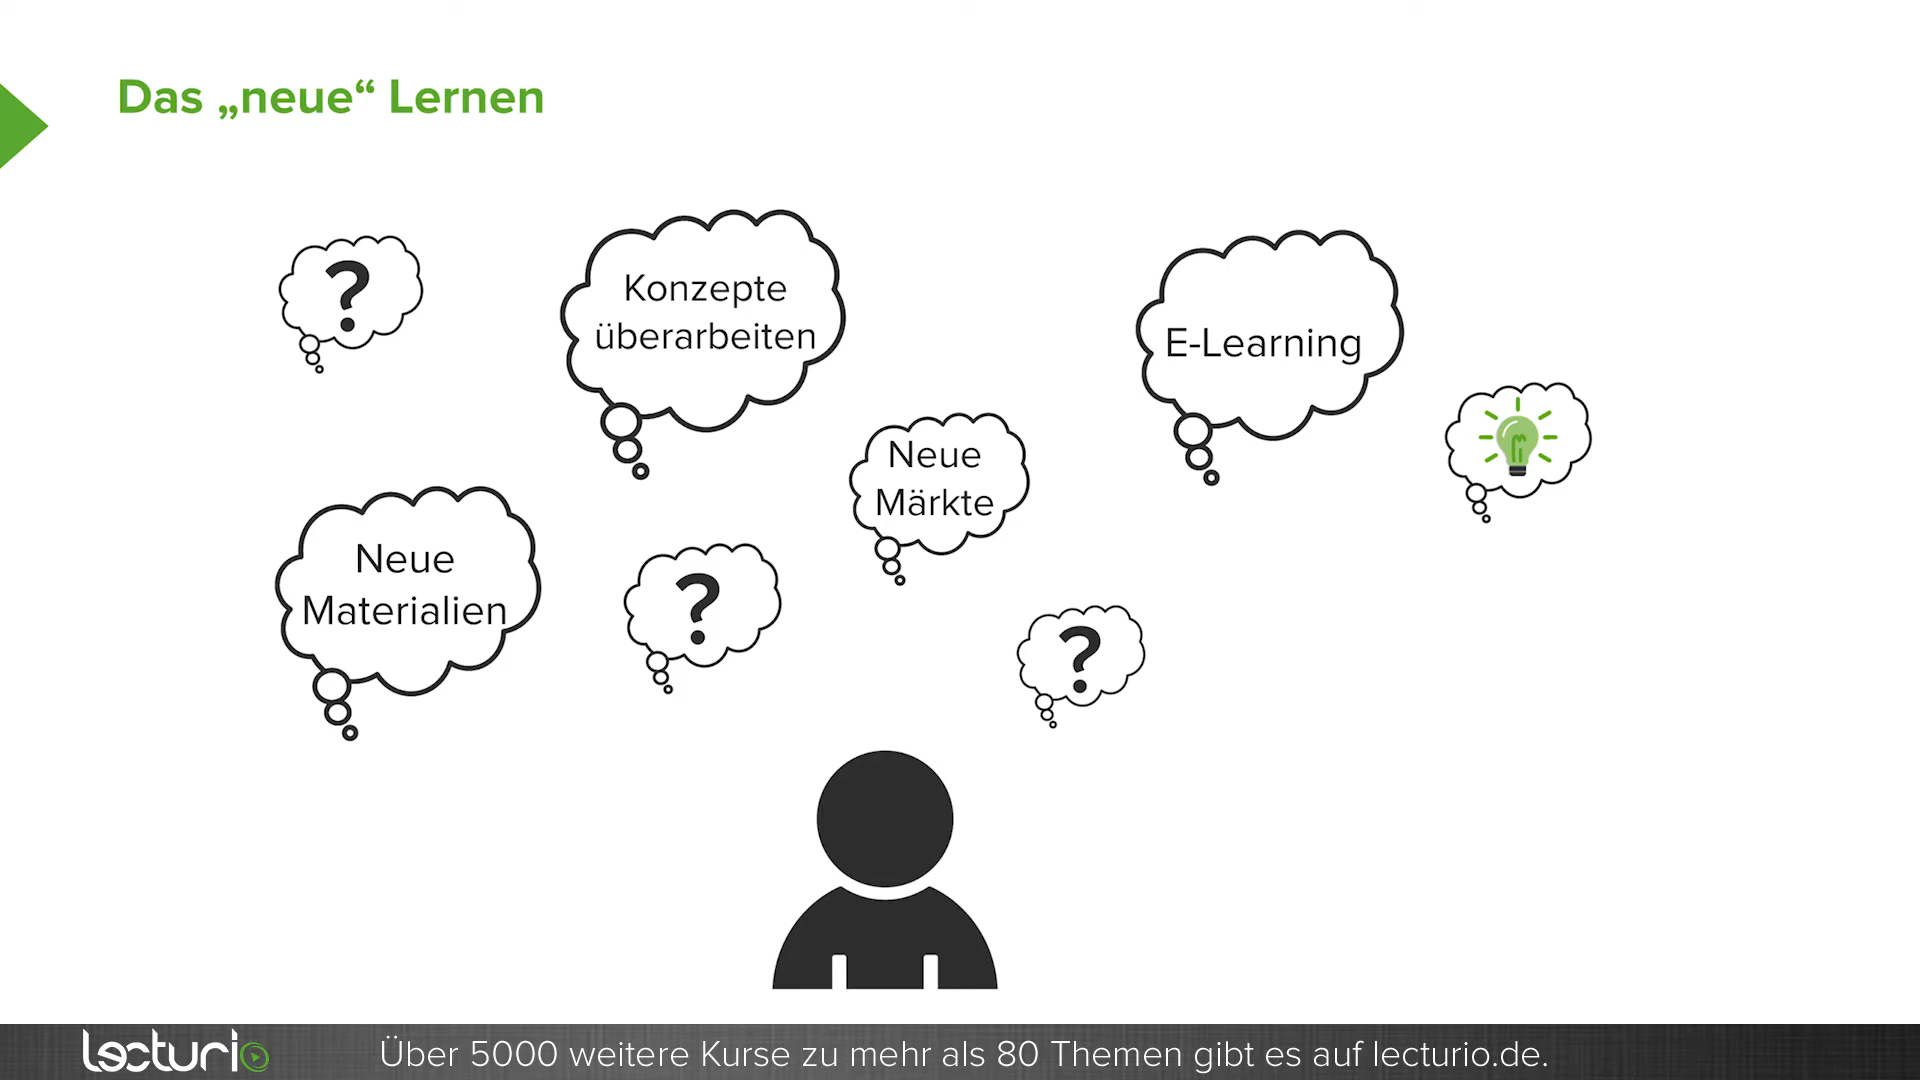 Das „neue“ Lernen
?
Konzepte
überarbeiten
E-Learning
Neue
Märkte
Neue
Materialien
?
?
lecturio
Über 5000 weitere Kurse zu mehr als 80 Themen gibt es auf lecturio.de.